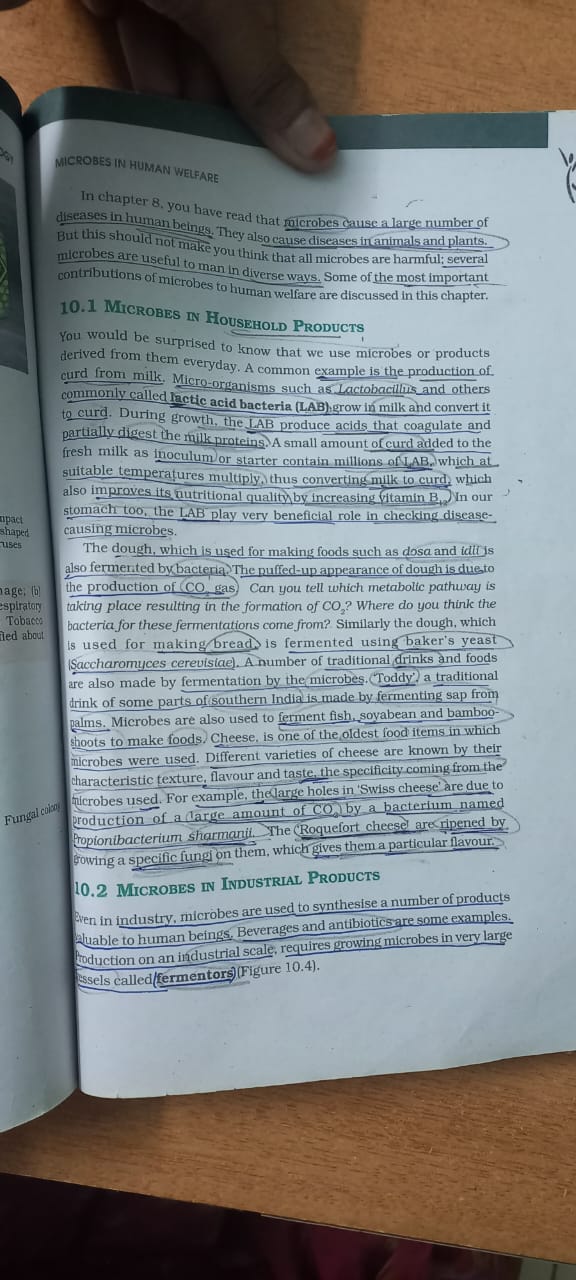 OGY
MICROBES IN HUMAN WELFARE
In chapter 8, you have read that microbes cause a large number of
diseases in human beings. They also cause diseases in animals and plants.
But this should not make you think that all microbes are harmful; several
microbes are useful to man in diverse ways. Some of the most important
contributions of microbes to human welfare are discussed in this chapter.
10.1 MICROBES IN HOUSEHOLD PRODUCTS
You would be surprised to know that we use microbes or products
derived from them everyday. A common example is the production of
curd from milk. Micro-organisms such as Lactobacillus and others
commonly called lactic acid bacteria (LAB) grow in milk and convert it
to curd. During growth, the LAB produce acids that coagulate and
partially digest the milk proteins. A small amount of curd added to the
fresh milk as inoculum or starter contain millions of LAB, which at
suitable temperatures multiply, thus converting milk to curd, which
also improves its nutritional quality by increasing vitamin B12. In our
stomach too, the LAB play very beneficial role in checking disease-
causing microbes.
The dough, which is used for making foods such as dosa and idli is
also fermented by bacteria. The puffed-up appearance of dough is due to
the production of CO2 gas. Can you tell which metabolic pathway is
taking place resulting in the formation of CO2? Where do you think the
bacteria for these fermentations come from? Similarly the dough, which
is used for making bread, is fermented using baker's yeast
(Saccharomyces cerevisiae). A number of traditional drinks and foods
are also made by fermentation by the microbes. 'Toddy', a traditional
drink of some parts of southern India is made by fermenting sap from
palms. Microbes are also used to ferment fish, soyabean and bamboo-
shoots to make foods. Cheese, is one of the oldest food items in which
microbes were used. Different varieties of cheese are known by their
characteristic texture, flavour and taste, the specificity coming from the
microbes used. For example, the large holes in 'Swiss cheese' are due to
production of a large amount of CO2 by a bacterium named
Propionibacterium sharmanii. The 'Roquefort cheese' are ripened by
growing a specific fungi on them, which gives them a particular flavour.
10.2 MICROBES IN INDUSTRIAL PRODUCTS
Even in industry, microbes are used to synthesise a number of products
valuable to human beings. Beverages and antibiotics are some examples.
Production on an industrial scale, requires growing microbes in very large
vessels called fermentors (Figure 10.4).
mpact
shaped
ruses
hage; (b)
espiratory
Tobacco
fied about
Fungal colony